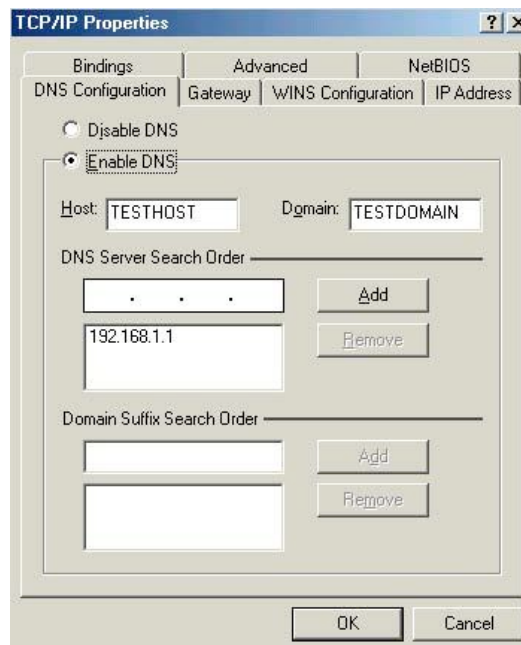 TCP/IP Properties
Bindings Advanced NetBIOS
DNS Configuration Gateway WINS Configuration IP Address
Disable DNS
Enable DNS
Host: TESTHOST Domain: TESTDOMAIN
DNS Server Search Order
. . . Add
192.168.1.1 Remove
Domain Suffix Search Order
Add
Remove
OK Cancel